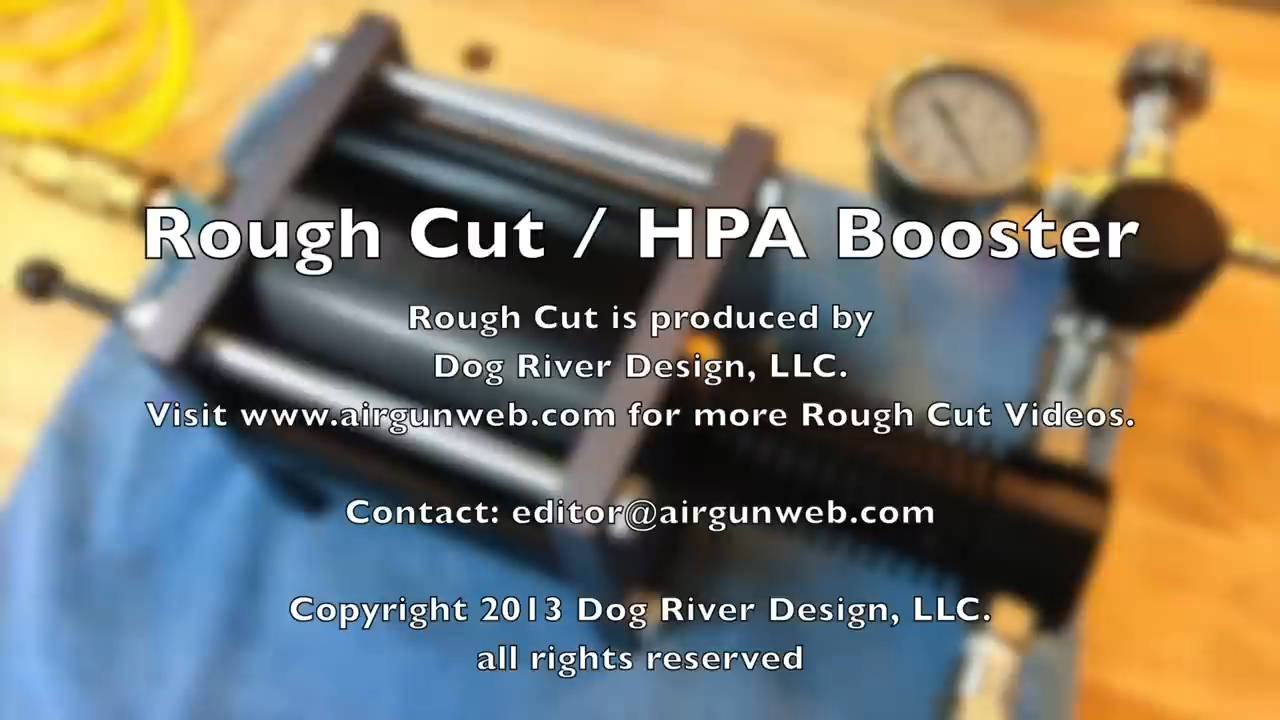 Rough Cut / HPA Booster
Rough Cut is produced by
Dog River Design, LLC.
Visit www.airgunweb.com for more Rough Cut Videos.
Contact: editor@airgunweb.com
Copyright 2013 Dog River Design, LLC.
all rights reserved